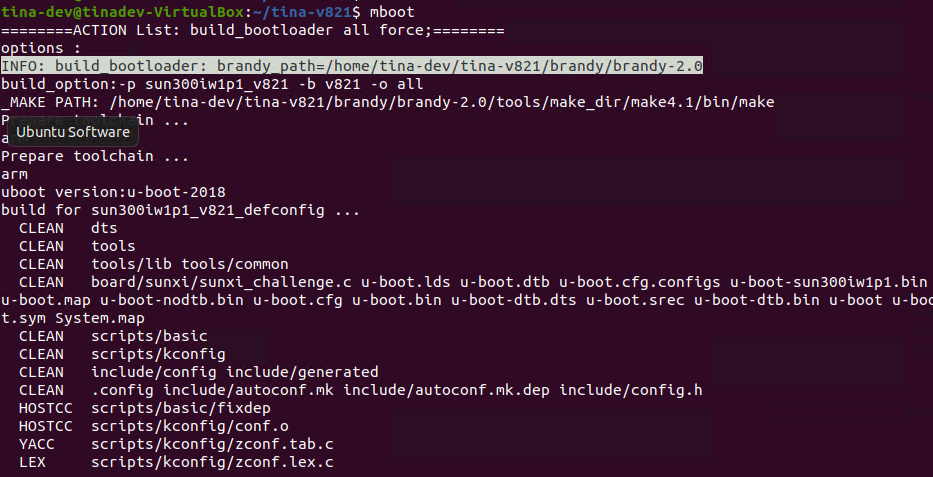 tina-dev@tinadev-VirtualBox:~/tina-v821$ mboot
========ACTION List: build_bootloader all force;========
options :
INFO: build_bootloader: brandy_path=/home/tina-dev/tina-v821/brandy/brandy-2.0
build_option:-p sun300iw1p1_v821 -b v821 -o all
_MAKE PATH: /home/tina-dev/tina-v821/brandy/brandy-2.0/tools/make_dir/make4.1/bin/make
Prepare toolchain ...
Ubuntu Software
Prepare toolchain ...
arm
uboot version:u-boot-2018
build for sun300iw1p1_v821_defconfig ...
CLEAN dts
CLEAN tools
CLEAN tools/lib tools/common
CLEAN board/sunxi/sunxi_challenge.c u-boot.lds u-boot.dtb u-boot.cfg.configs u-boot-sun300iw1p1.bin
u-boot.map u-boot-nodtb.bin u-boot.cfg u-boot.bin u-boot-dtb.dts u-boot.srec u-boot-dtb.bin u-boot u-boo
t.sym System.map
CLEAN scripts/basic
CLEAN scripts/kconfig
CLEAN include/config include/generated
CLEAN .config include/autoconf.mk include/autoconf.mk.dep include/config.h
HOSTCC scripts/basic/fixdep
HOSTCC scripts/kconfig/conf.o
YACC scripts/kconfig/zconf.tab.c
LEX scripts/kconfig/zconf.lex.c